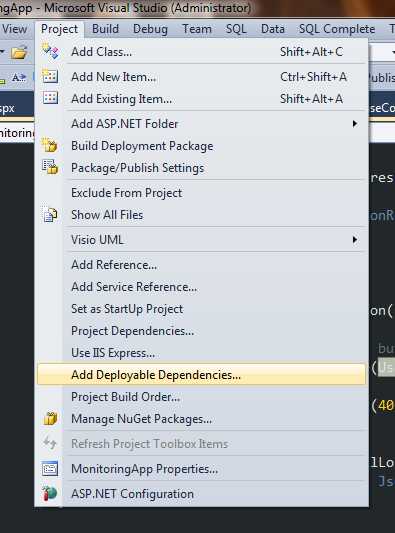 ingApp - Microsoft Visual Studio (Administrator)
View Project Build Debug Team SQL Data SQL Complete
Add Class... Shift+Alt+C
Add New Item... Ctrl+Shift+A
Publis
Add Existing Item... Shift+Alt+A
spx
seCo
Add ASP.NET Folder
nitoring
Build Deployment Package
Package/Publish Settings
res
Exclude From Project
Show All Files
onR
Visio UML
Add Reference...
Add Service Reference...
Set as StartUp Project
on(
Project Dependencies...
Use IIS Express...
bu
Add Deployable Dependencies...
(Us
Project Build Order...
(40
Manage NuGet Packages...
Refresh Project Toolbox Items
MonitoringApp Properties...
lLo
Js
ASP.NET Configuration